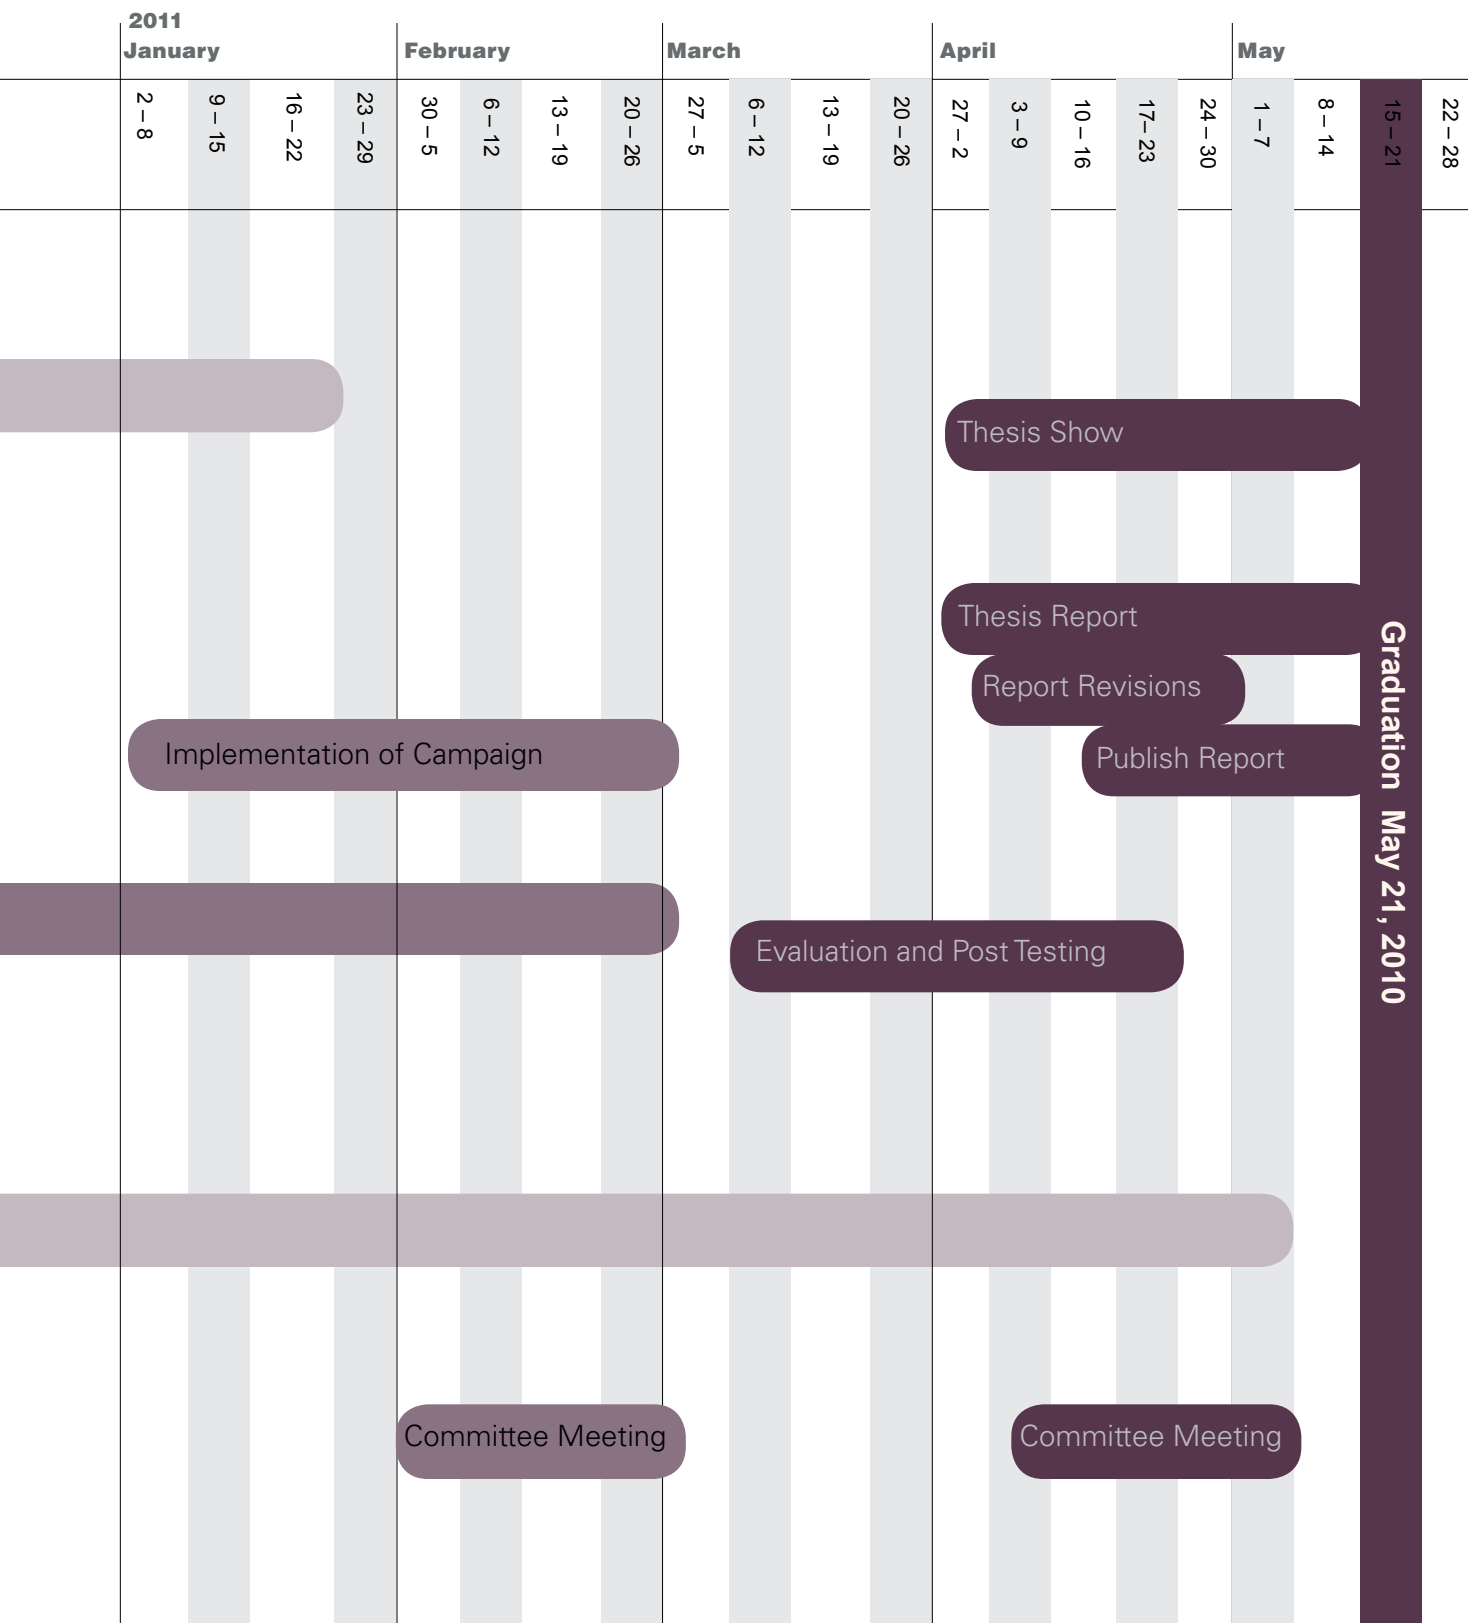 2011
January
February
March
April
May
2 – 8
9 – 15
16 – 22
23 – 29
30 – 5
6 – 12
13 – 19
20 – 26
27 – 5
6 – 12
13 – 19
20 – 26
27 – 2
3 – 9
10 – 16
17– 23
24 – 30
1 – 7
8 – 14
15 – 21
22 – 28
Thesis Show
Thesis Report
Report Revisions
Implementation of Campaign
Publish Report
Graduation May 21, 2010
Evaluation and Post Testing
Committee Meeting
Committee Meeting